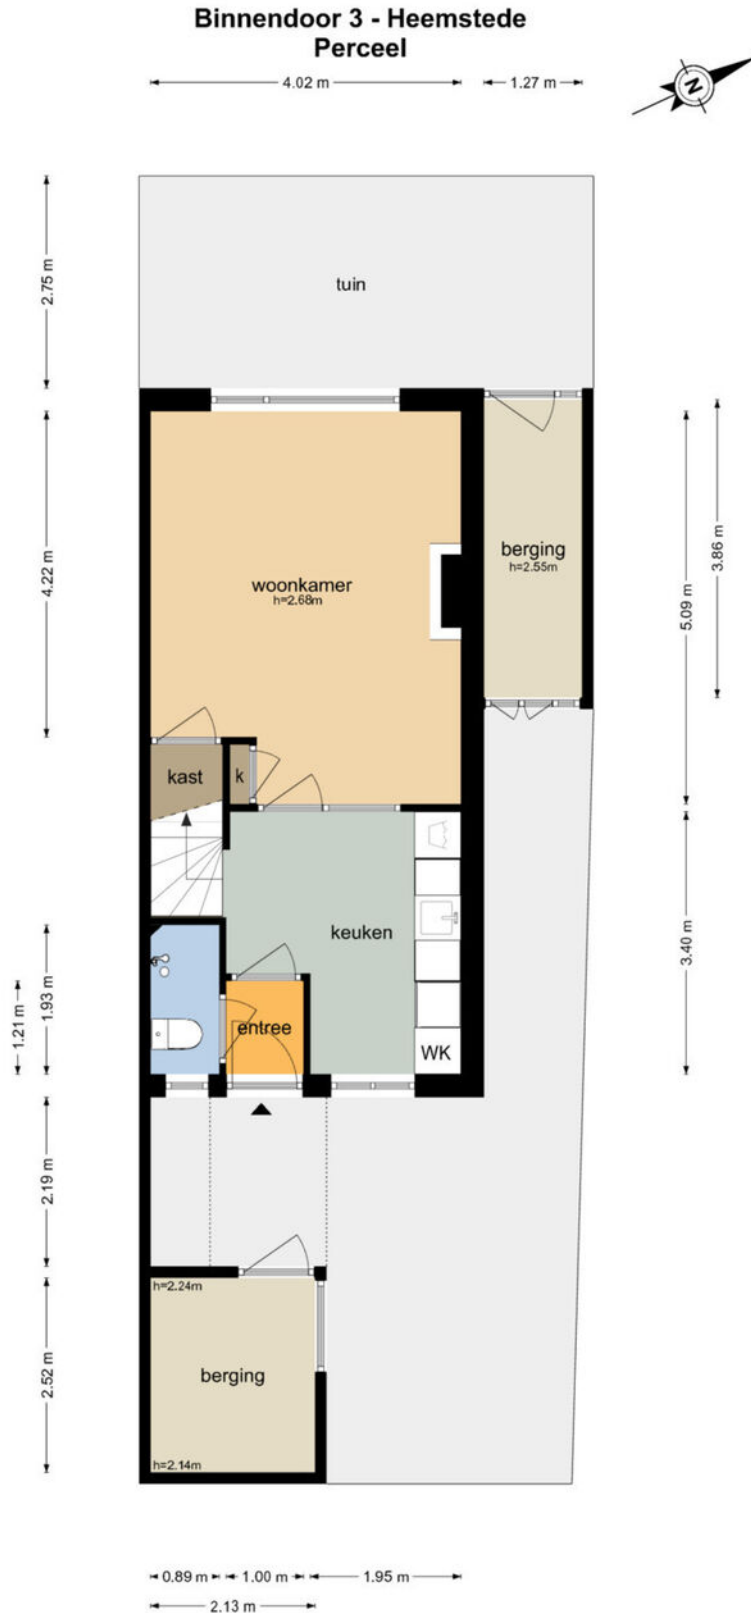 Binnendoor 3 - Heemstede
Perceel
4.02 m
1.27 m
N
2.75 m
tuin
4.22 m
woonkamer
h=2.68m
berging
h=2.55m
5.09 m
3.86 m
kast
k
keuken
3.40 m
1.21 m
1.93 m
entree
WK
2.19 m
h=2.24m
berging
2.52 m
h=2.14m
0.89 m
1.00 m
1.95 m
2.13 m